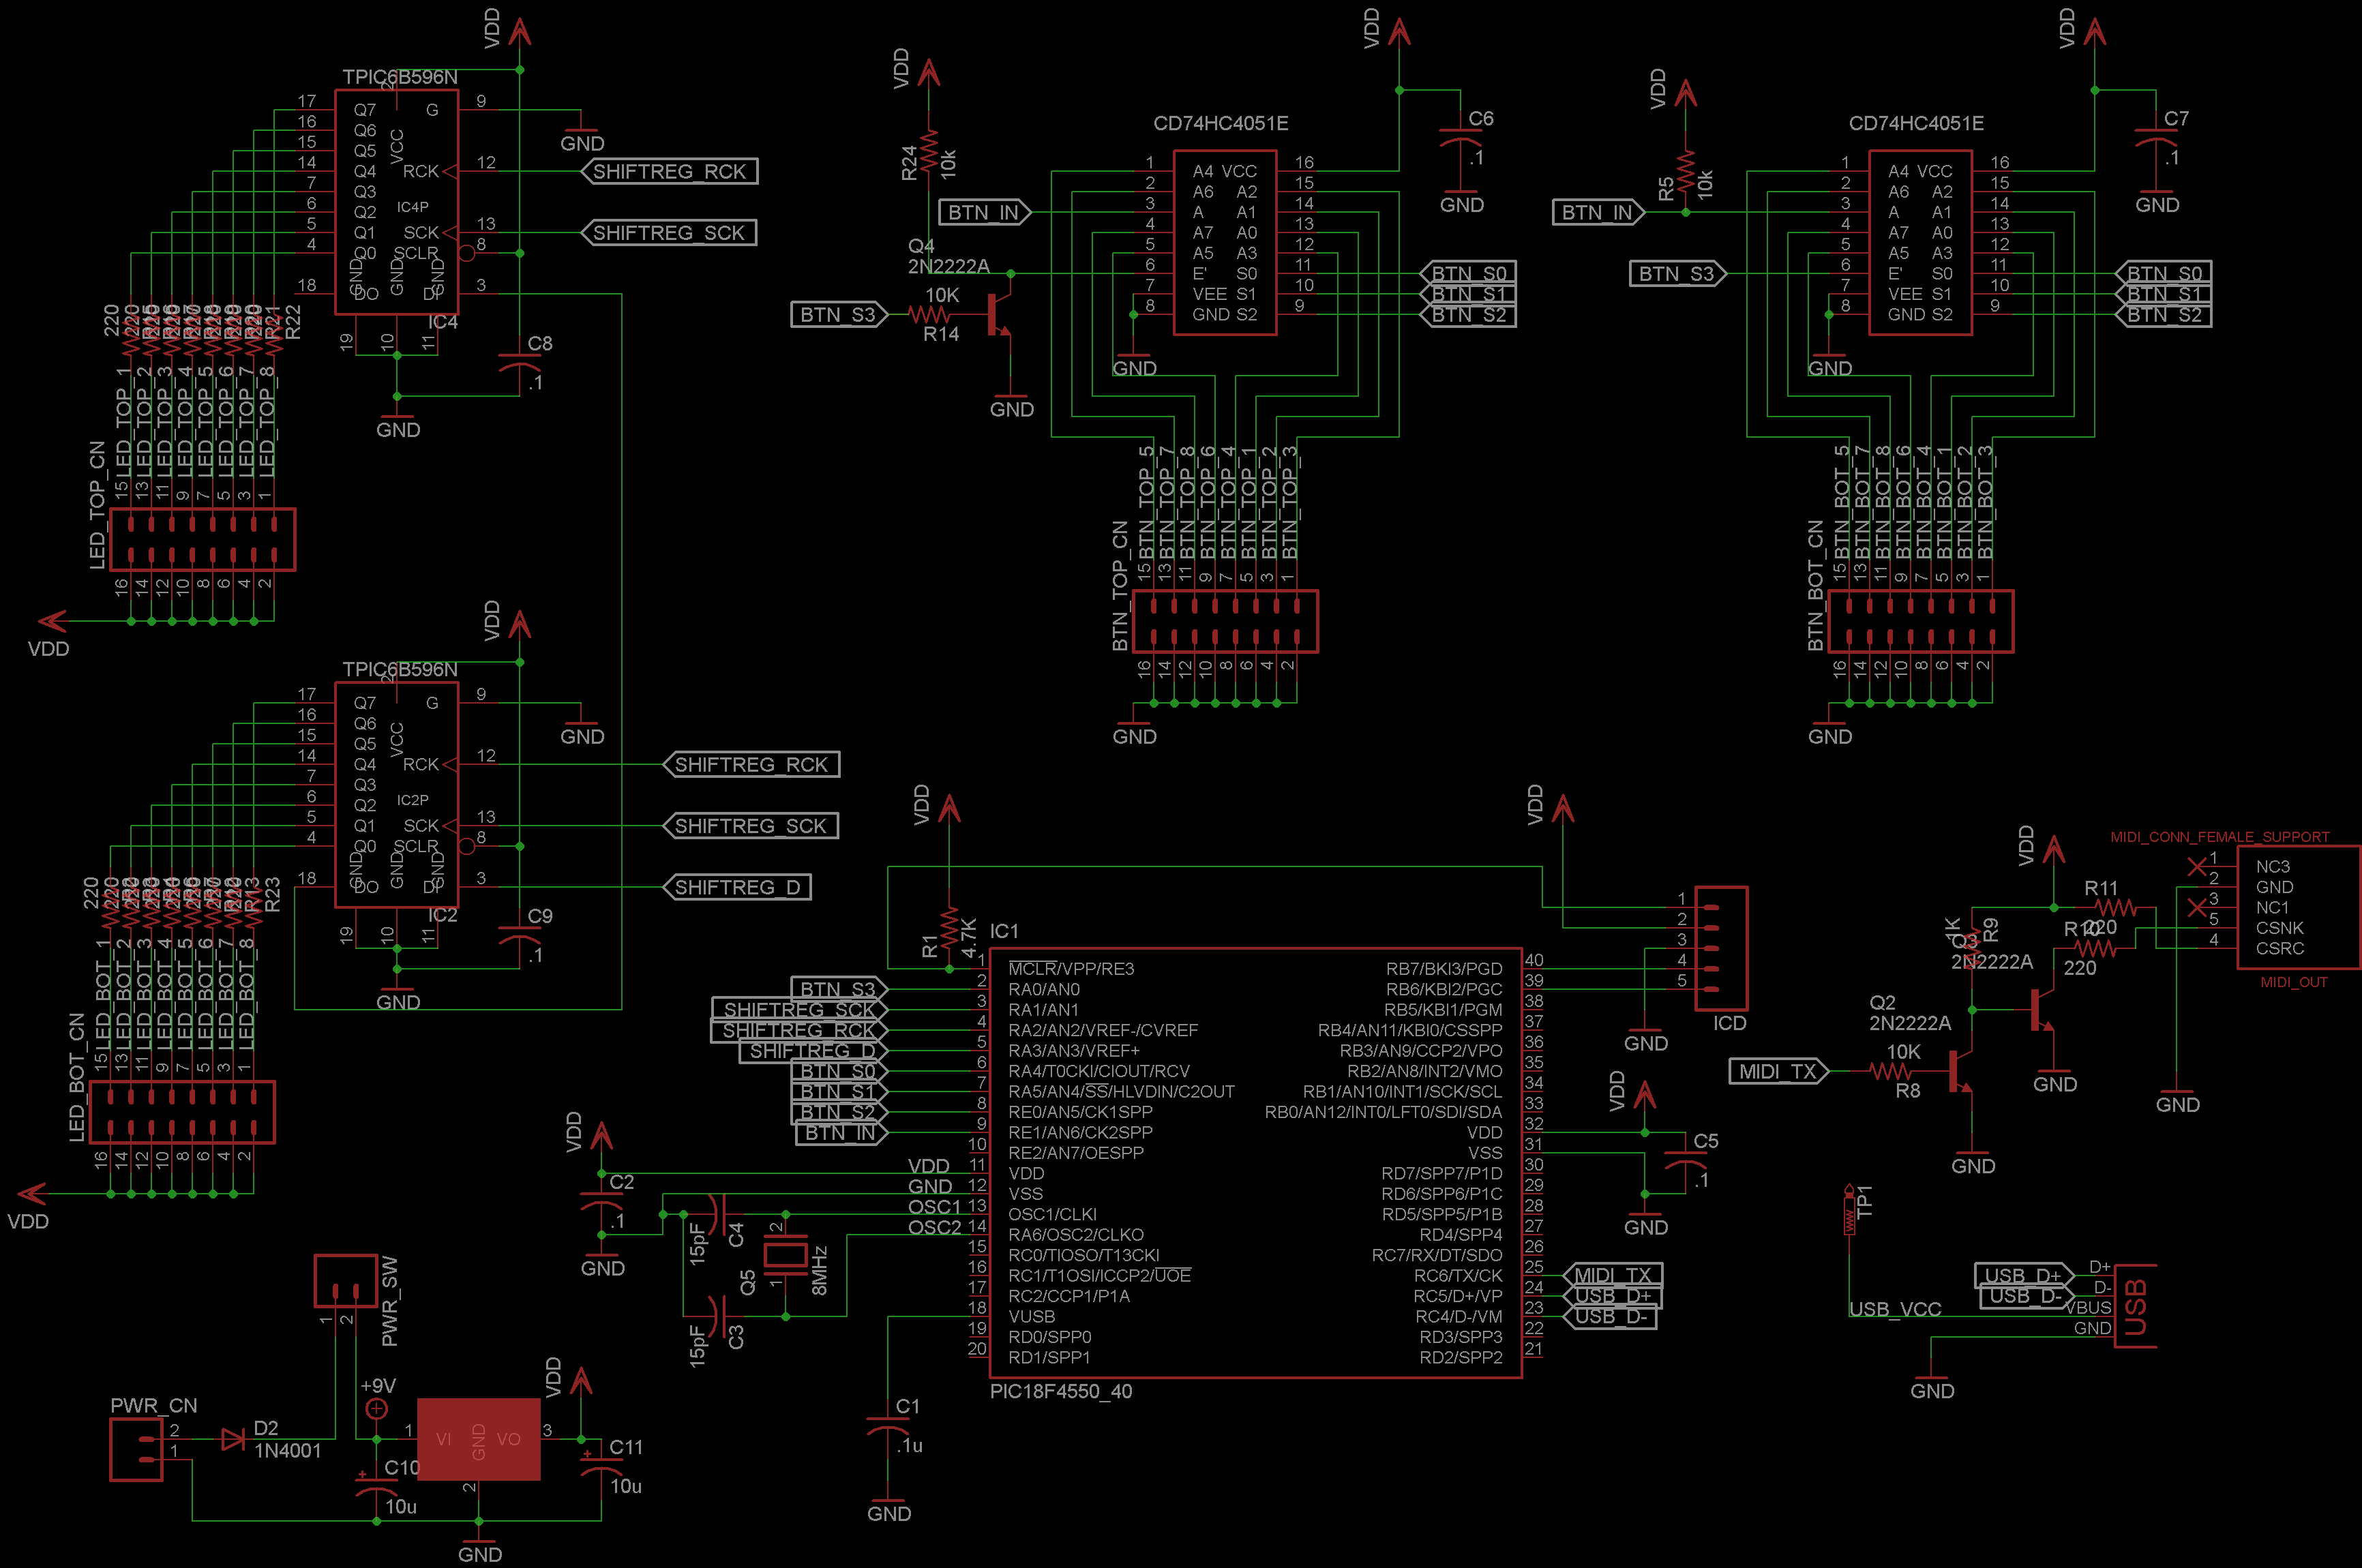 VDD
TPIC6B596N
2
17 Q7 G 9
16 Q6
15 Q5 VCC
14 Q4 RCK 12
7 Q3
6 Q2 IC4P
5 Q1 SCK 13
4 Q0 SCLR 8
GND GND GND
18 DO DI 3
IC4
19 10 11
GND
SHIFTREG_RCK
SHIFTREG_SCK
C8
.1
GND
220 R22
LED_TOP_1
LED_TOP_2
LED_TOP_3
LED_TOP_4
LED_TOP_5
LED_TOP_6
LED_TOP_7
LED_TOP_8
LED_TOP_CN
15 13 11 9 7 5 3 1
16 14 12 10 8 6 4 2
VDD
VDD
R24
10k
BTN_IN
Q4
2N2222A
BTN_S3
10K
R14
GND
VDD
C6
.1
GND
CD74HC4051E
1 A4 VCC 16
2 A6 A2 15
3 A A1 14
4 A7 A0 13
5 A5 A3 12
6 E' S0 11
7 VEE S1 10
8 GND S2 9
GND
BTN_S0
BTN_S1
BTN_S2
BTN_TOP_5
BTN_TOP_7
BTN_TOP_8
BTN_TOP_6
BTN_TOP_4
BTN_TOP_1
BTN_TOP_2
BTN_TOP_3
BTN_TOP_CN
15 13 11 9 7 5 3 1
16 14 12 10 8 6 4 2
GND
VDD
R5
10k
BTN_IN
BTN_S3
VDD
C7
.1
GND
CD74HC4051E
1 A4 VCC 16
2 A6 A2 15
3 A A1 14
4 A7 A0 13
5 A5 A3 12
6 E' S0 11
7 VEE S1 10
8 GND S2 9
GND
BTN_S0
BTN_S1
BTN_S2
BTN_BOT_5
BTN_BOT_7
BTN_BOT_8
BTN_BOT_6
BTN_BOT_4
BTN_BOT_1
BTN_BOT_2
BTN_BOT_3
BTN_BOT_CN
15 13 11 9 7 5 3 1
16 14 12 10 8 6 4 2
GND
VDD
TPIC6B596N
2
17 Q7 G 9
16 Q6
15 Q5 VCC
14 Q4 RCK 12
7 Q3
6 Q2 IC2P
5 Q1 SCK 13
4 Q0 SCLR 8
GND GND GND
18 DO DI 3
IC2
19 10 11
GND
SHIFTREG_RCK
SHIFTREG_SCK
SHIFTREG_D
C9
.1
GND
220 R13 R23
LED_BOT_1
LED_BOT_2
LED_BOT_3
LED_BOT_4
LED_BOT_5
LED_BOT_6
LED_BOT_7
LED_BOT_8
LED_BOT_CN
15 13 11 9 7 5 3 1
16 14 12 10 8 6 4 2
VDD
VDD
R1
4.7K
IC1
1 MCLR/VPP/RE3
2 RA0/AN0
3 RA1/AN1
4 RA2/AN2/VREF-/CVREF
5 RA3/AN3/VREF+
6 RA4/T0CKI/CIOUT/RCV
7 RA5/AN4/SS/HLVDIN/C2OUT
8 RE0/AN5/CK1SPP
9 RE1/AN6/CK2SPP
10 RE2/AN7/OESPP
11 VDD
12 VSS
13 OSC1/CLKI
14 RA6/OSC2/CLKO
15 RC0/TIOSO/T13CKI
16 RC1/T1OSI/ICCP2/UOE
17 RC2/CCP1/P1A
18 VUSB
19 RD0/SPP0
20 RD1/SPP1
RB7/BKI3/PGD 40
RB6/KBI2/PGC 39
RB5/KBI1/PGM 38
RB4/AN11/KBI0/CSSPP 37
RB3/AN9/CCP2/VPO 36
RB2/AN8/INT2/VMO 35
RB1/AN10/INT1/SCK/SCL 34
RB0/AN12/INT0/LFT0/SDI/SDA 33
VDD 32
VSS 31
RD7/SPP7/P1D 30
RD6/SPP6/P1C 29
RD5/SPP5/P1B 28
RD4/SPP4 27
RC7/RX/DT/SDO 26
RC6/TX/CK 25
RC5/D+/VP 24
RC4/D-/VM 23
RD3/SPP3 22
RD2/SPP2 21
PIC18F4550_40
BTN_S3
SHIFTREG_SCK
SHIFTREG_RCK
SHIFTREG_D
BTN_S0
BTN_S1
BTN_S2
BTN_IN
VDD
GND
OSC1
OSC2
VDD
C2
.1
GND
15pF
C4
15pF
C3
2
1
Q5
8MHz
C1
.1u
GND
VDD
1
2
3
4
5
ICD
GND
VDD
C5
.1
GND
MIDI_TX
USB_D+
USB_D-
MIDI_CONN_FEMALE_SUPPORT
1 NC3
2 GND
3 NC1
5 CSNK
4 CSRC
MIDI_OUT
VDD
R11
220
R10
220
1K
R9
Q3
2N2222A
Q2
2N2222A
MIDI_TX
10K
R8
GND
GND
GND
TP1
USB_VCC
USB_D+
USB_D-
D+
D-
VBUS
GND
USB
GND
PWR_SW
1
2
PWR_CN
2
1
D2
1N4001
+9V
C10
10u
1 VI GND VO 3
2
VDD
C11
10u
GND